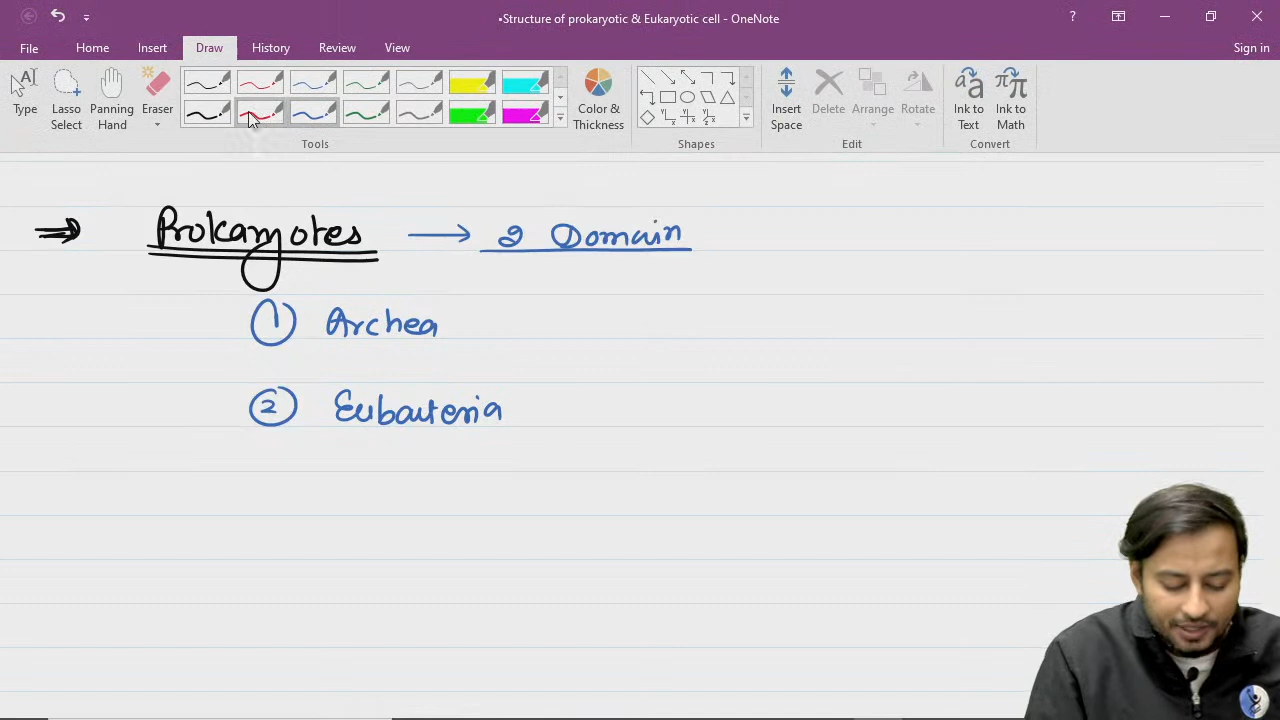 •Structure of prokaryotic & Eukaryotic cell - OneNote
File Home Insert Draw History Review View Sign in
Type Lasso Select Panning Hand Eraser Color & Thickness Insert Space Delete Arrange Rotate Ink to Text Ink to Math
Tools Shapes Edit Convert
⇒ Prokaryotes → 2 Domain
① Archea
② Eubacteria